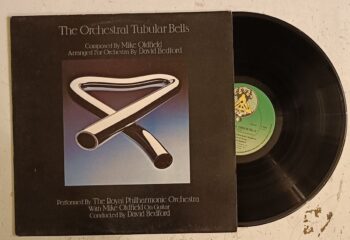 The Orchestral Tubular Bells
Composed By Mike Oldfield
Arranged For Orchestra By David Bedford
Performed By The Royal Philharmonic Orchestra
With Mike Oldfield On Guitar
Conducted By David Bedford